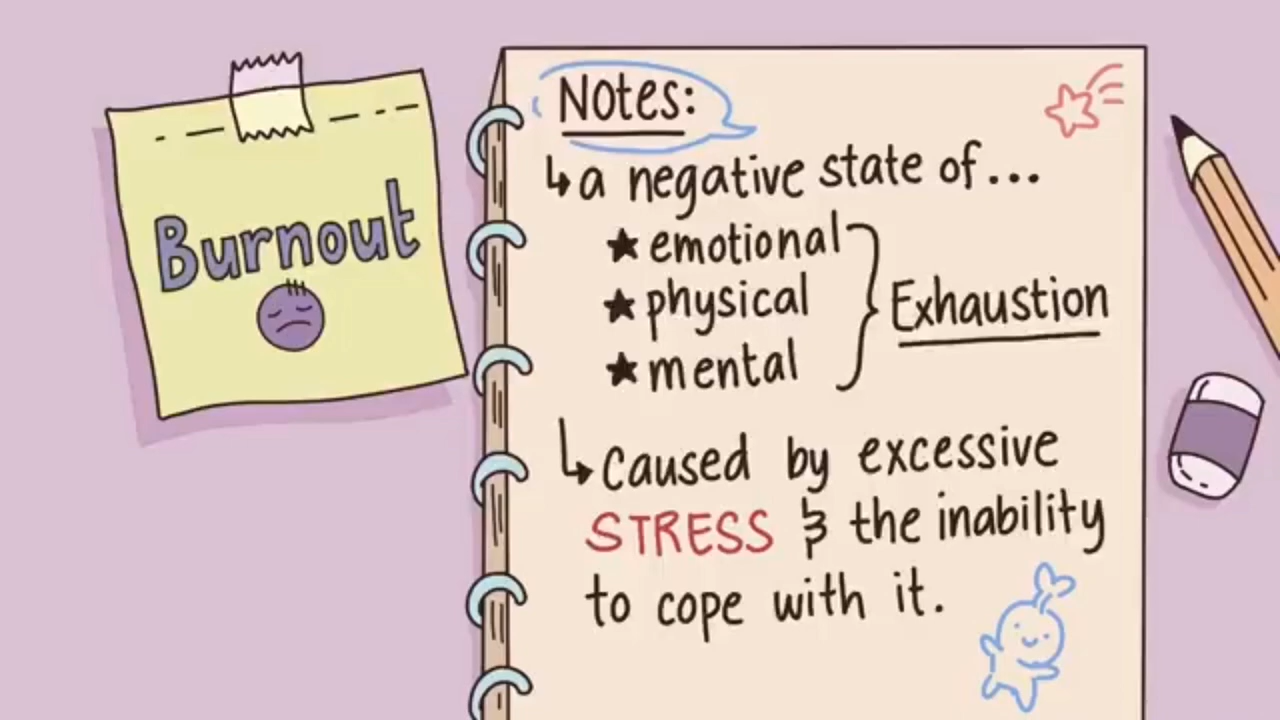 Burnout
Notes:
↳a negative state of...
★ emotional
★ physical
★ mental
} Exhaustion
↳Caused by excessive
STRESS & the inability
to cope with it.